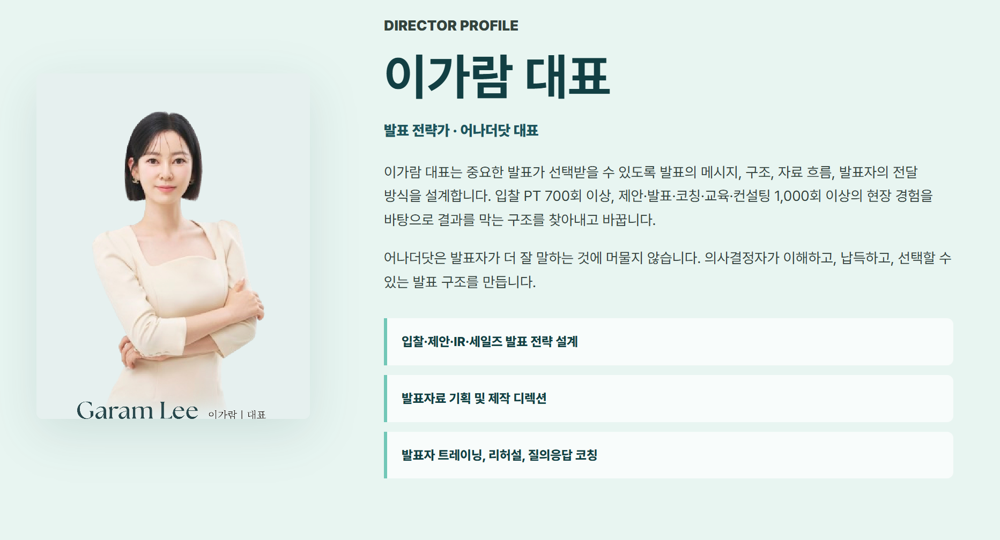 DIRECTOR PROFILE
이가람 대표
발표 전략가 · 어나더닷 대표
이가람 대표는 중요한 발표가 선택받을 수 있도록 발표의 메시지, 구조, 자료 흐름, 발표자의 전달
방식을 설계합니다. 입찰 PT 700회 이상, 제안·발표·코칭·교육·컨설팅 1,000회 이상의 현장 경험을
바탕으로 결과를 막는 구조를 찾아내고 바꿉니다.
어나더닷은 발표자가 더 잘 말하는 것에 머물지 않습니다. 의사결정자가 이해하고, 납득하고, 선택할 수
있는 발표 구조를 만듭니다.
입찰·제안·IR·세일즈 발표 전략 설계
발표자료 기획 및 제작 디렉션
발표자 트레이닝, 리허설, 질의응답 코칭
Garam Lee 이가람 | 대표